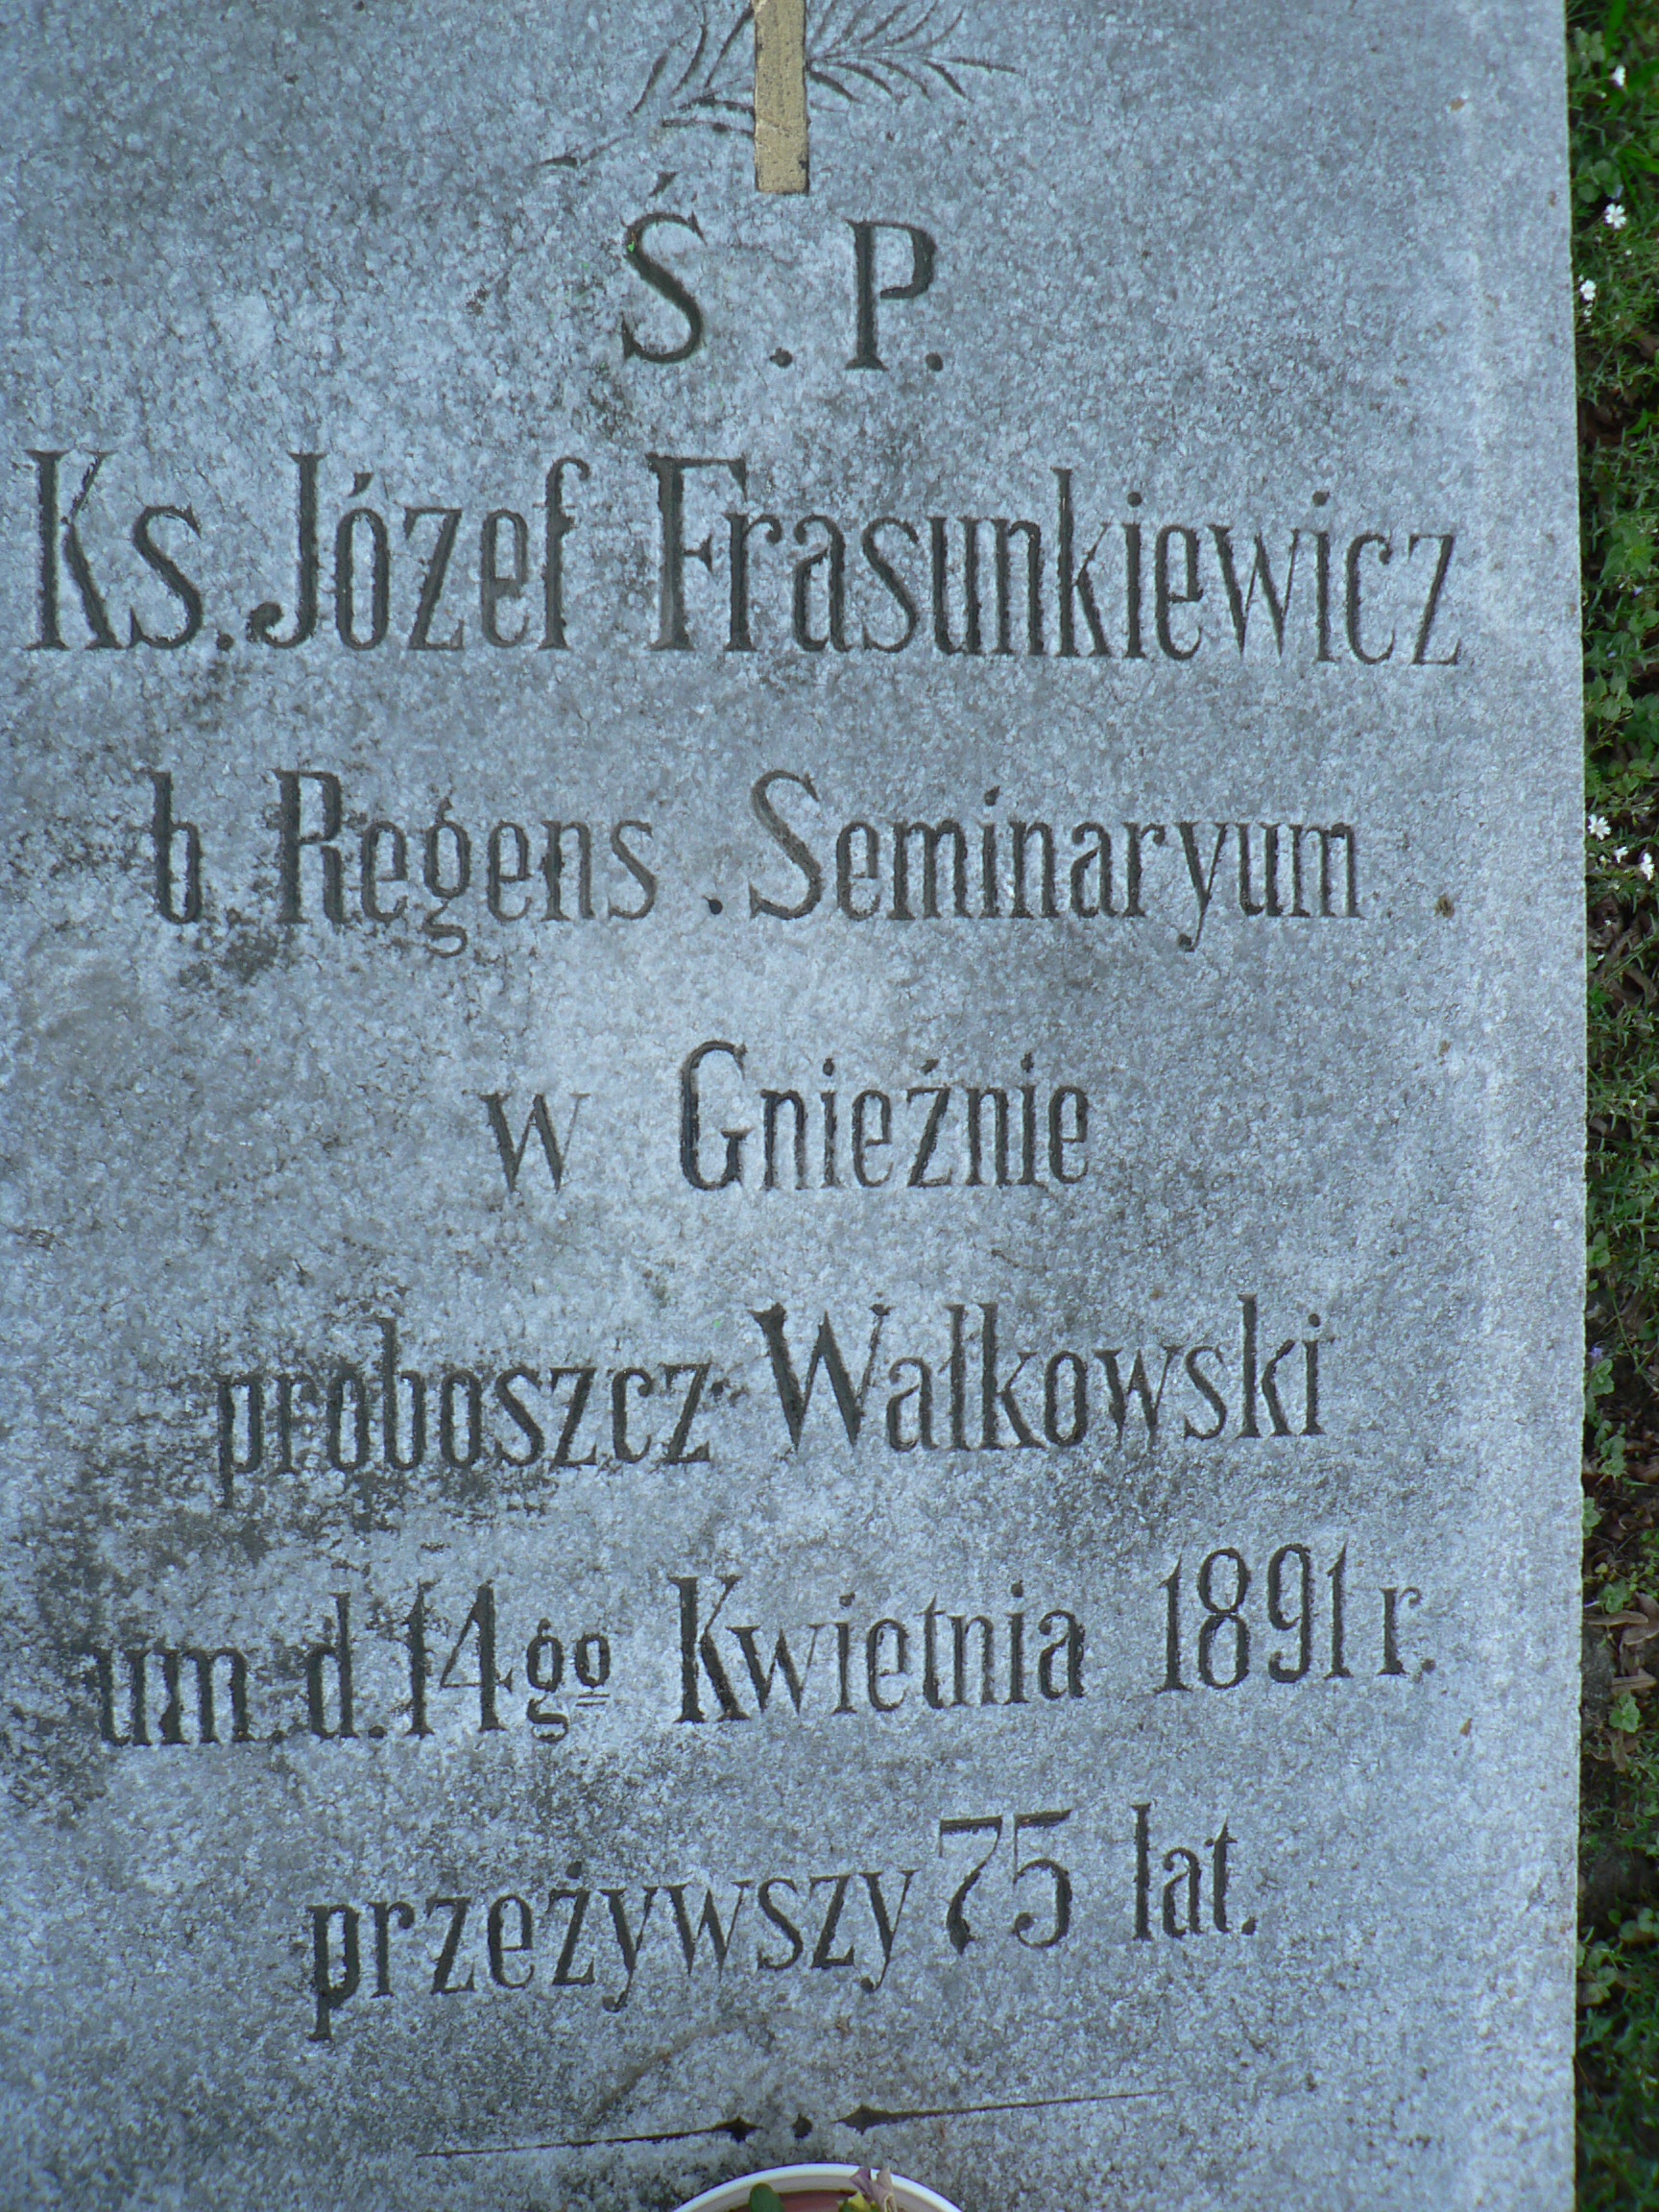 Ś. P.
Ks. Józef Frasunkiewicz
b. Regens. Seminaryum
w Gnieźnie
proboszcz Wałkowski
um. d. 14go Kwietnia 1891 r.
przeżywszy 75 lat.